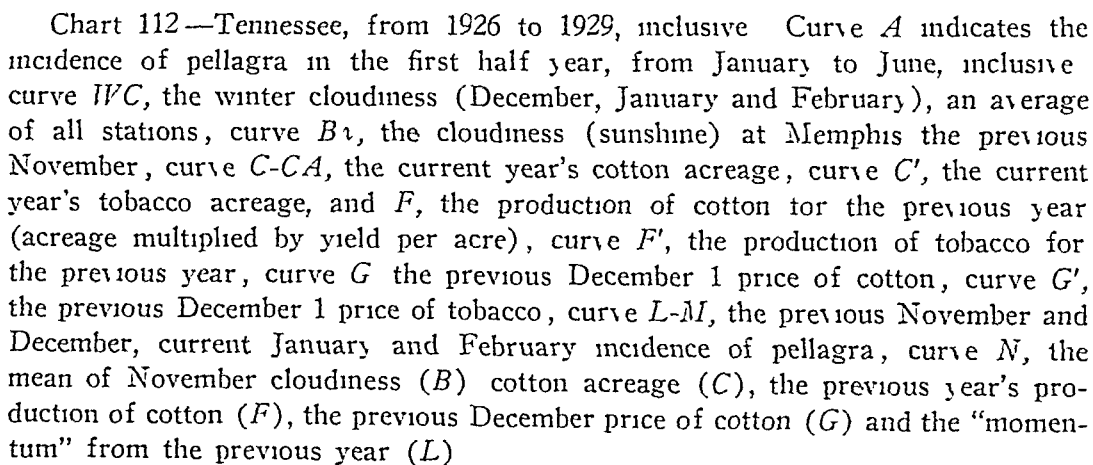 Chart 112—Tennessee, from 1926 to 1929, inclusive Curve A indicates the
incidence of pellagra in the first half year, from January to June, inclusive
curve WC, the winter cloudiness (December, January and February), an average
of all stations, curve B1, the cloudiness (sunshine) at Memphis the previous
November, curve C-CA, the current year's cotton acreage, curve C', the current
year's tobacco acreage, and F, the production of cotton for the previous year
(acreage multiplied by yield per acre), curve F', the production of tobacco for
the previous year, curve G the previous December 1 price of cotton, curve G',
the previous December 1 price of tobacco, curve L-M, the previous November and
December, current January and February incidence of pellagra, curve N, the
mean of November cloudiness (B) cotton acreage (C), the previous year's pro-
duction of cotton (F), the previous December price of cotton (G) and the "momen-
tum" from the previous year (L)